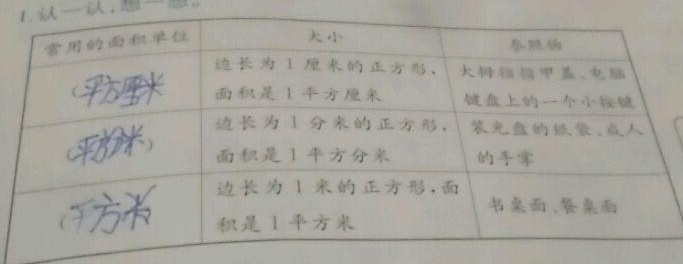 1.认一认,想一想。
常用的面积单位 大小 参照物
(平方厘米 边长为1厘米的正方形, 大拇指指甲盖、电脑
面积是1平方厘米 键盘上的一个小按键
(平方分米) 边长为1分米的正方形, 装光盘的纸袋、成人
面积是1平方分米 的手掌
(平方米) 边长为1米的正方形,面 书桌面、餐桌面
积是1平方米